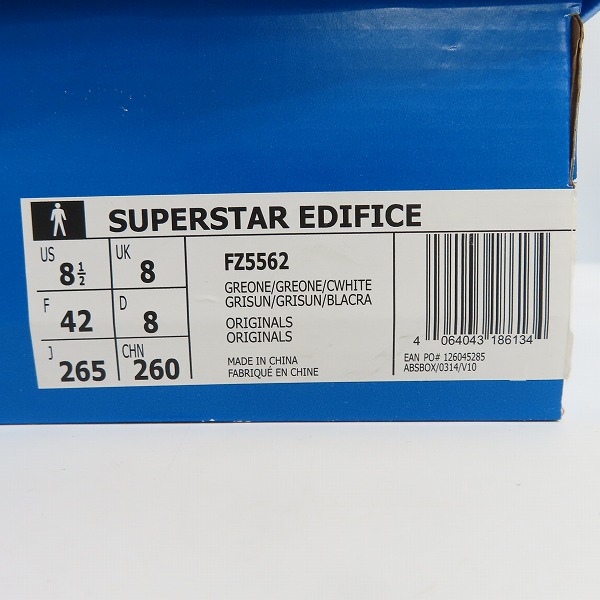 SUPERSTAR EDIFICE
US 8½ UK 8
F 42 D 8
J 265 CHN 260
FZ5562
GREONE/GREONE/CWHITE
GRISUN/GRISUN/BLACRA
ORIGINALS
ORIGINALS
MADE IN CHINA
FABRIQUÉ EN CHINE
4 064043 186134
EAN PO# 126045285
ABSBOX/0314/V10